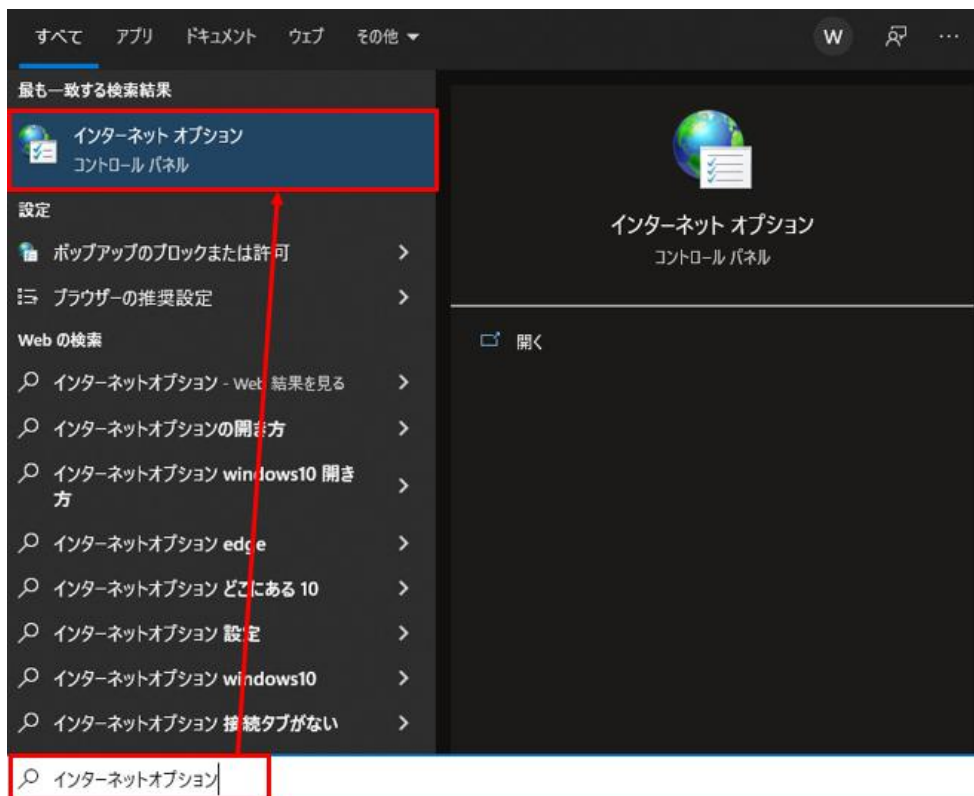 すべて アプリ ドキュメント ウェブ その他
W
最も一致する検索結果
インターネット オプション
コントロール パネル
設定
ポップアップのブロックまたは許可
ブラウザーの推奨設定
Web の検索
インターネットオプション - Web 結果を見る
インターネットオプションの開き方
インターネットオプション windows10 開き
方
インターネットオプション edge
インターネットオプション どこにある 10
インターネットオプション 設定
インターネットオプション windows10
インターネットオプション 接続タブがない
インターネットオプション
インターネット オプション
コントロール パネル
開く